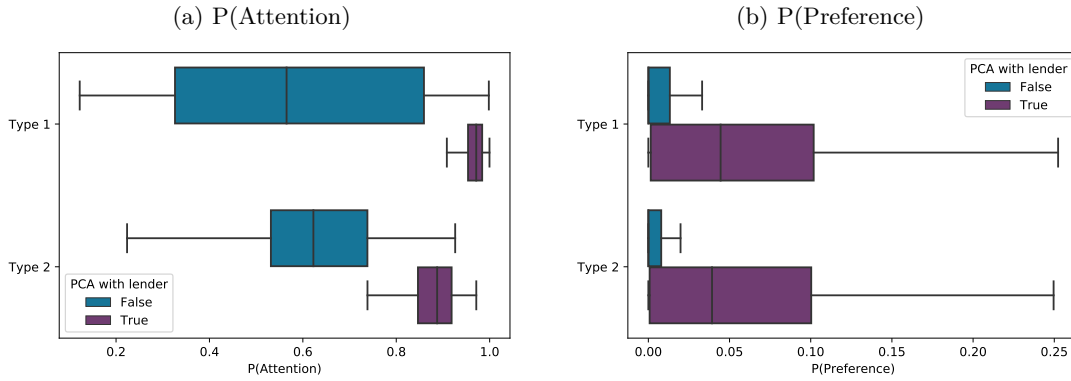 (a) P(Attention)
Type 1
Type 2
PCA with lender
False
True
0.2 0.4 0.6 0.8 1.0
P(Attention)
(b) P(Preference)
PCA with lender
False
True
Type 1
Type 2
0.00 0.05 0.10 0.15 0.20 0.25
P(Preference)